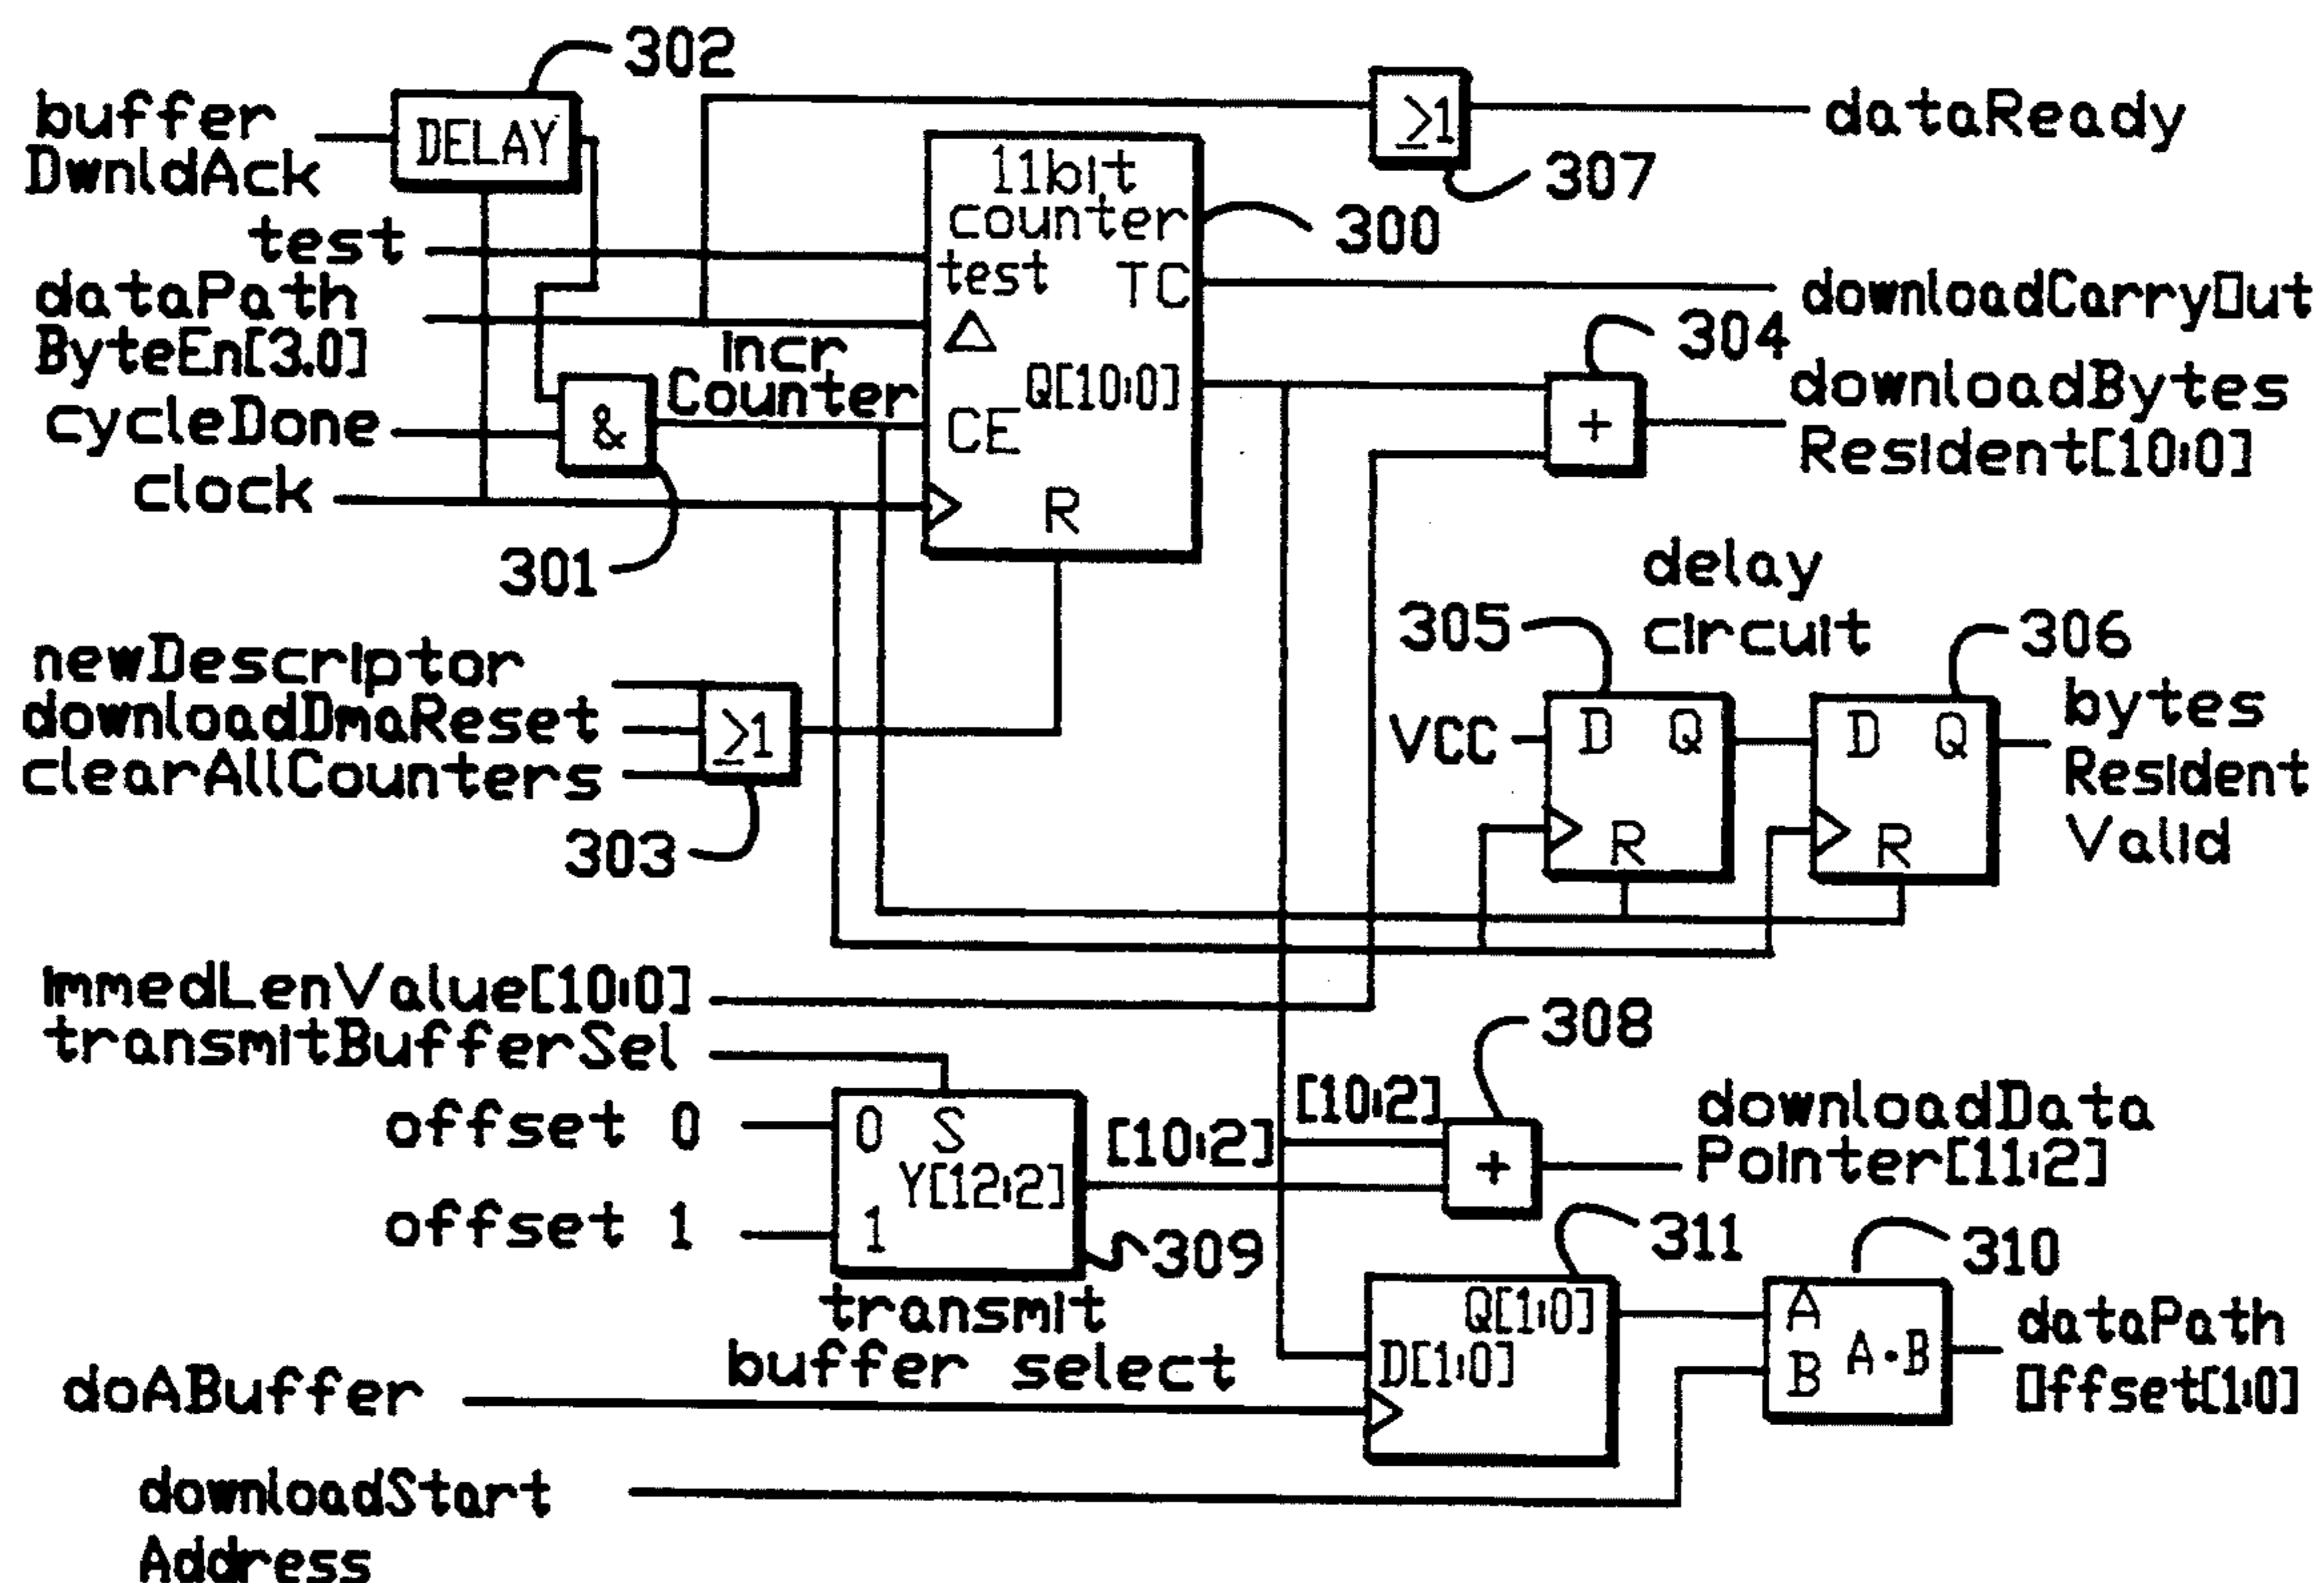 302
buffer
DwnldAck
DELAY
≥1
dataReady
307
11bit
counter
300
test
test
TC
downloadCarryOut
dataPath
ByteEn[3.0]
Δ
incr
Counter
Q[10:0]
304
downloadBytes
Resident[10:0]
+
cycleDone
&
CE
clock
R
301
delay
circuit
305
306
newDescriptor
downloadDmaReset
clearAllCounters
≥1
303
VCC
D Q
R
D Q
R
bytes
Resident
Valid
immedLenValue[10:0]
transmitBufferSel
308
offset 0
0 S
Y[12:2]
[10:2]
[10:2]
+
downloadData
Pointer[11:2]
offset 1
1
309
311
310
transmit
buffer select
Q[1:0]
D[1:0]
A
B
A·B
dataPath
Offset[1:0]
doABuffer
downloadStart
Address